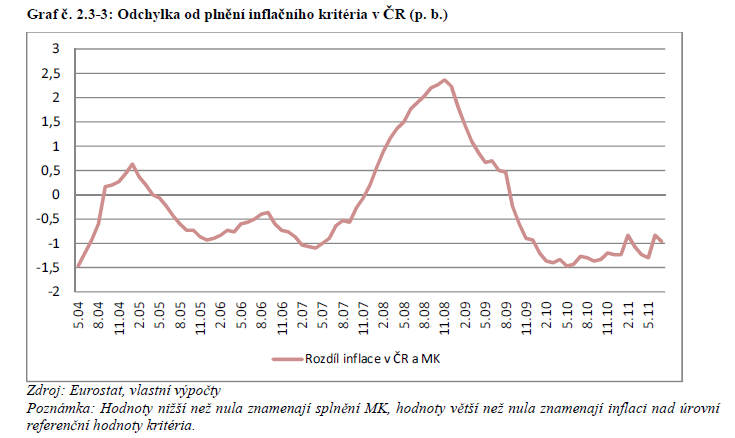 Graf č. 2.3-3: Odchylka od plnění inflačního kritéria v ČR (p. b.)
3
2,5
2
1,5
1
0,5
0
-0,5
-1
-1,5
-2
5.04 8.04 11.04 2.05 5.05 8.05 11.05 2.06 5.06 8.06 11.06 2.07 5.07 8.07 11.07 2.08 5.08 8.08 11.08 2.09 5.09 8.09 11.09 2.10 5.10 8.10 11.10 2.11 5.11
Rozdíl inflace v ČR a MK
Zdroj: Eurostat, vlastní výpočty
Poznámka: Hodnoty nižší než nula znamenají splnění MK, hodnoty větší než nula znamenají inflaci nad úrovní
referenční hodnoty kritéria.